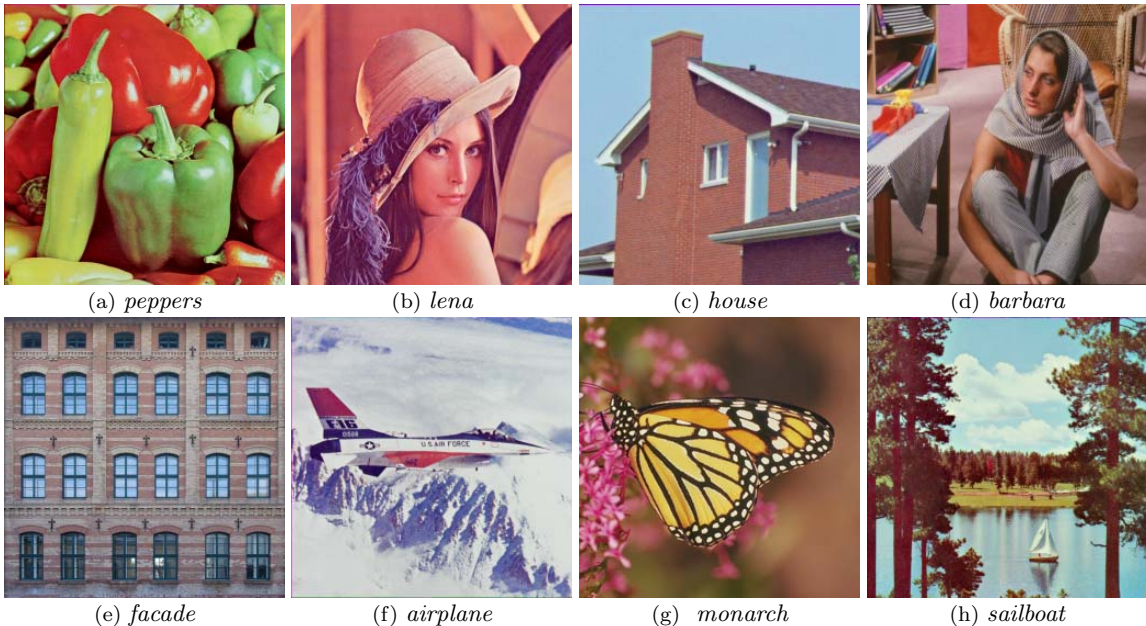 (a) peppers
(b) lena
(c) house
(d) barbara
F16
U.S. AIR FORCE
(e) facade
(f) airplane
(g) monarch
(h) sailboat